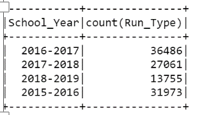 +-----------+---------------+
|School_Year|count(Run_Type)|
+-----------+---------------+
|  2016-2017|          36486|
|  2017-2018|          27061|
|  2018-2019|          13755|
|  2015-2016|          31973|
+-----------+---------------+